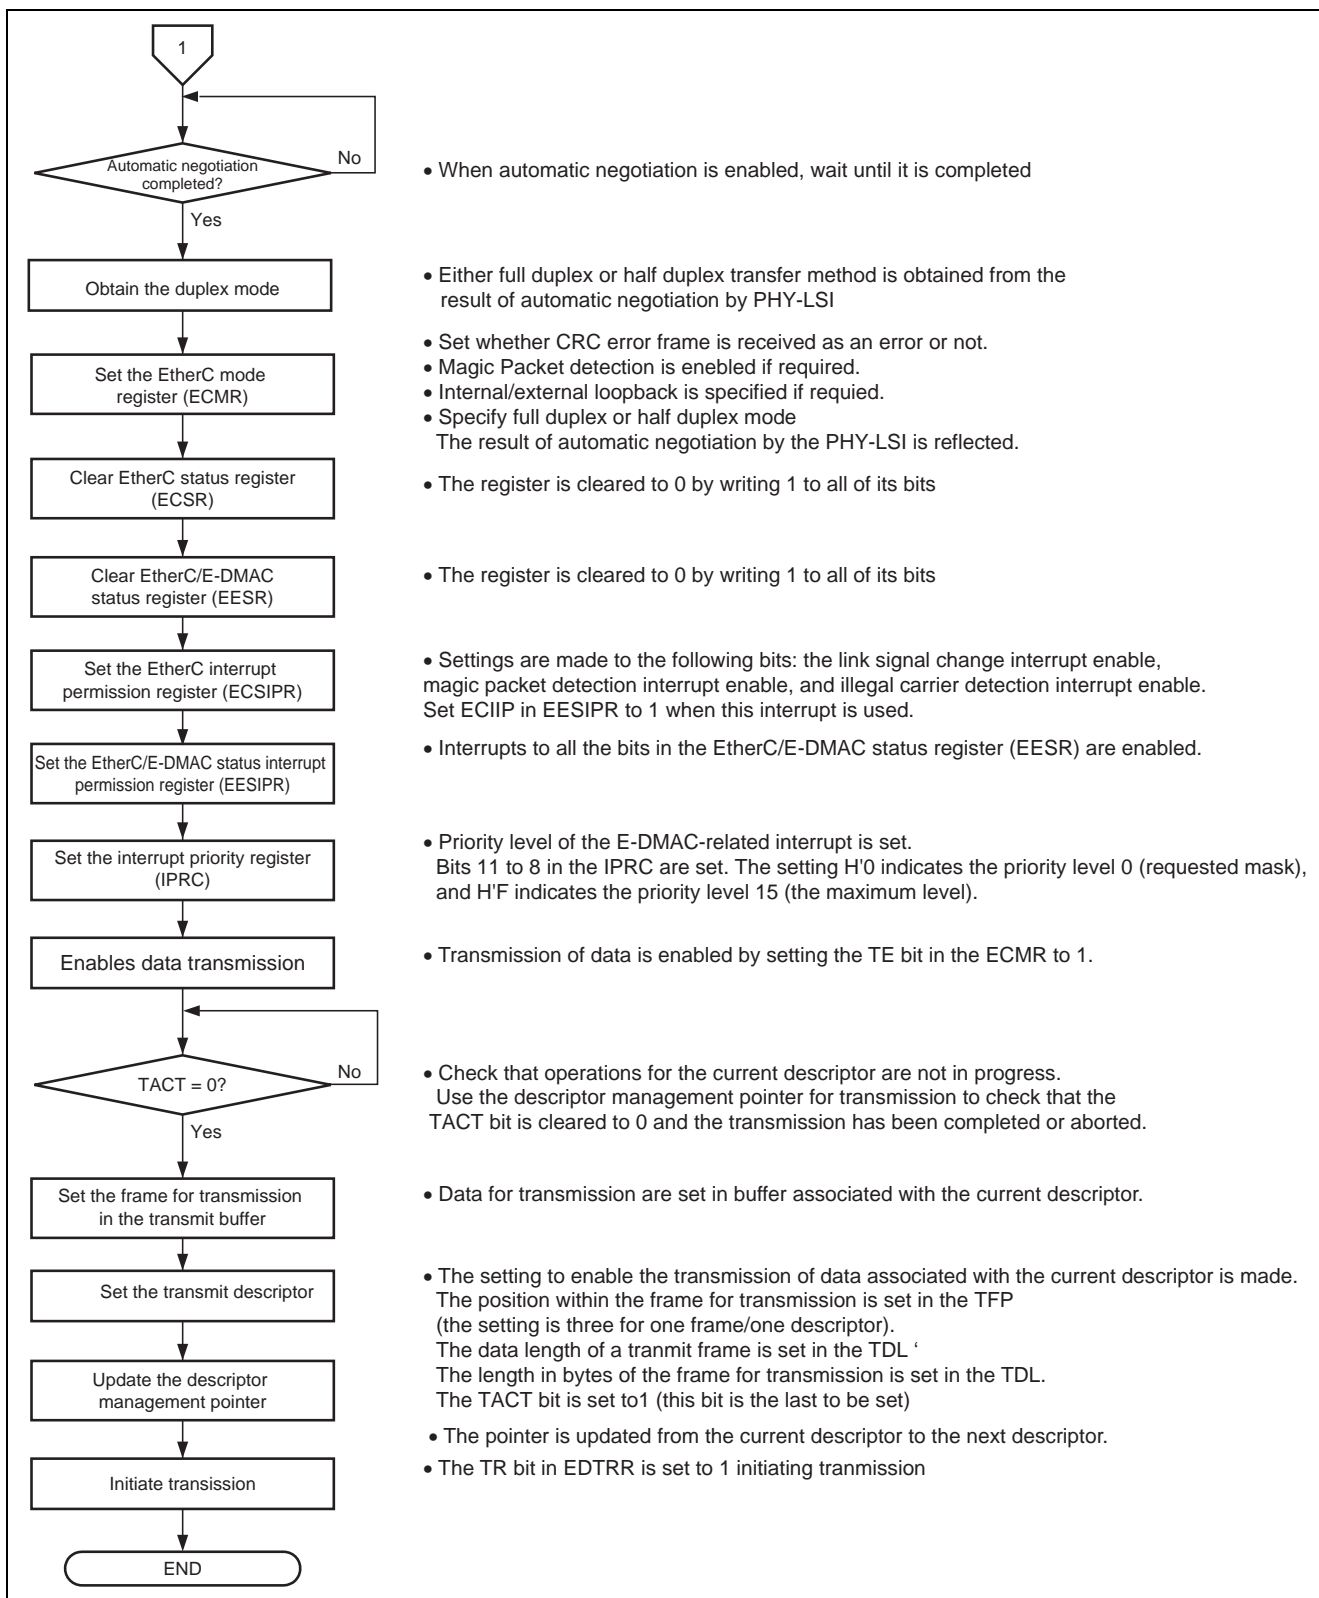 1
Automatic negotiation
completed?
No
• When automatic negotiation is enabled, wait until it is completed
Yes
Obtain the duplex mode
• Either full duplex or half duplex transfer method is obtained from the
result of automatic negotiation by PHY-LSI
Set the EtherC mode
register (ECMR)
• Set whether CRC error frame is received as an error or not.
• Magic Packet detection is enebled if required.
• Internal/external loopback is specified if requied.
• Specify full duplex or half duplex mode
The result of automatic negotiation by the PHY-LSI is reflected.
Clear EtherC status register
(ECSR)
• The register is cleared to 0 by writing 1 to all of its bits
Clear EtherC/E-DMAC
status register (EESR)
• The register is cleared to 0 by writing 1 to all of its bits
Set the EtherC interrupt
permission register (ECSIPR)
• Settings are made to the following bits: the link signal change interrupt enable,
magic packet detection interrupt enable, and illegal carrier detection interrupt enable.
Set ECIIP in EESIPR to 1 when this interrupt is used.
Set the EtherC/E-DMAC status interrupt
permission register (EESIPR)
• Interrupts to all the bits in the EtherC/E-DMAC status register (EESR) are enabled.
Set the interrupt priority register
(IPRC)
• Priority level of the E-DMAC-related interrupt is set.
Bits 11 to 8 in the IPRC are set. The setting H'0 indicates the priority level 0 (requested mask),
and H'F indicates the priority level 15 (the maximum level).
Enables data transmission
• Transmission of data is enabled by setting the TE bit in the ECMR to 1.
TACT = 0?
No
• Check that operations for the current descriptor are not in progress.
Use the descriptor management pointer for transmission to check that the
TACT bit is cleared to 0 and the transmission has been completed or aborted.
Yes
Set the frame for transmission
in the transmit buffer
• Data for transmission are set in buffer associated with the current descriptor.
Set the transmit descriptor
• The setting to enable the transmission of data associated with the current descriptor is made.
The position within the frame for transmission is set in the TFP
(the setting is three for one frame/one descriptor).
The data length of a tranmit frame is set in the TDL ‘
The length in bytes of the frame for transmission is set in the TDL.
The TACT bit is set to1 (this bit is the last to be set)
Update the descriptor
management pointer
• The pointer is updated from the current descriptor to the next descriptor.
Initiate transission
• The TR bit in EDTRR is set to 1 initiating tranmission
END